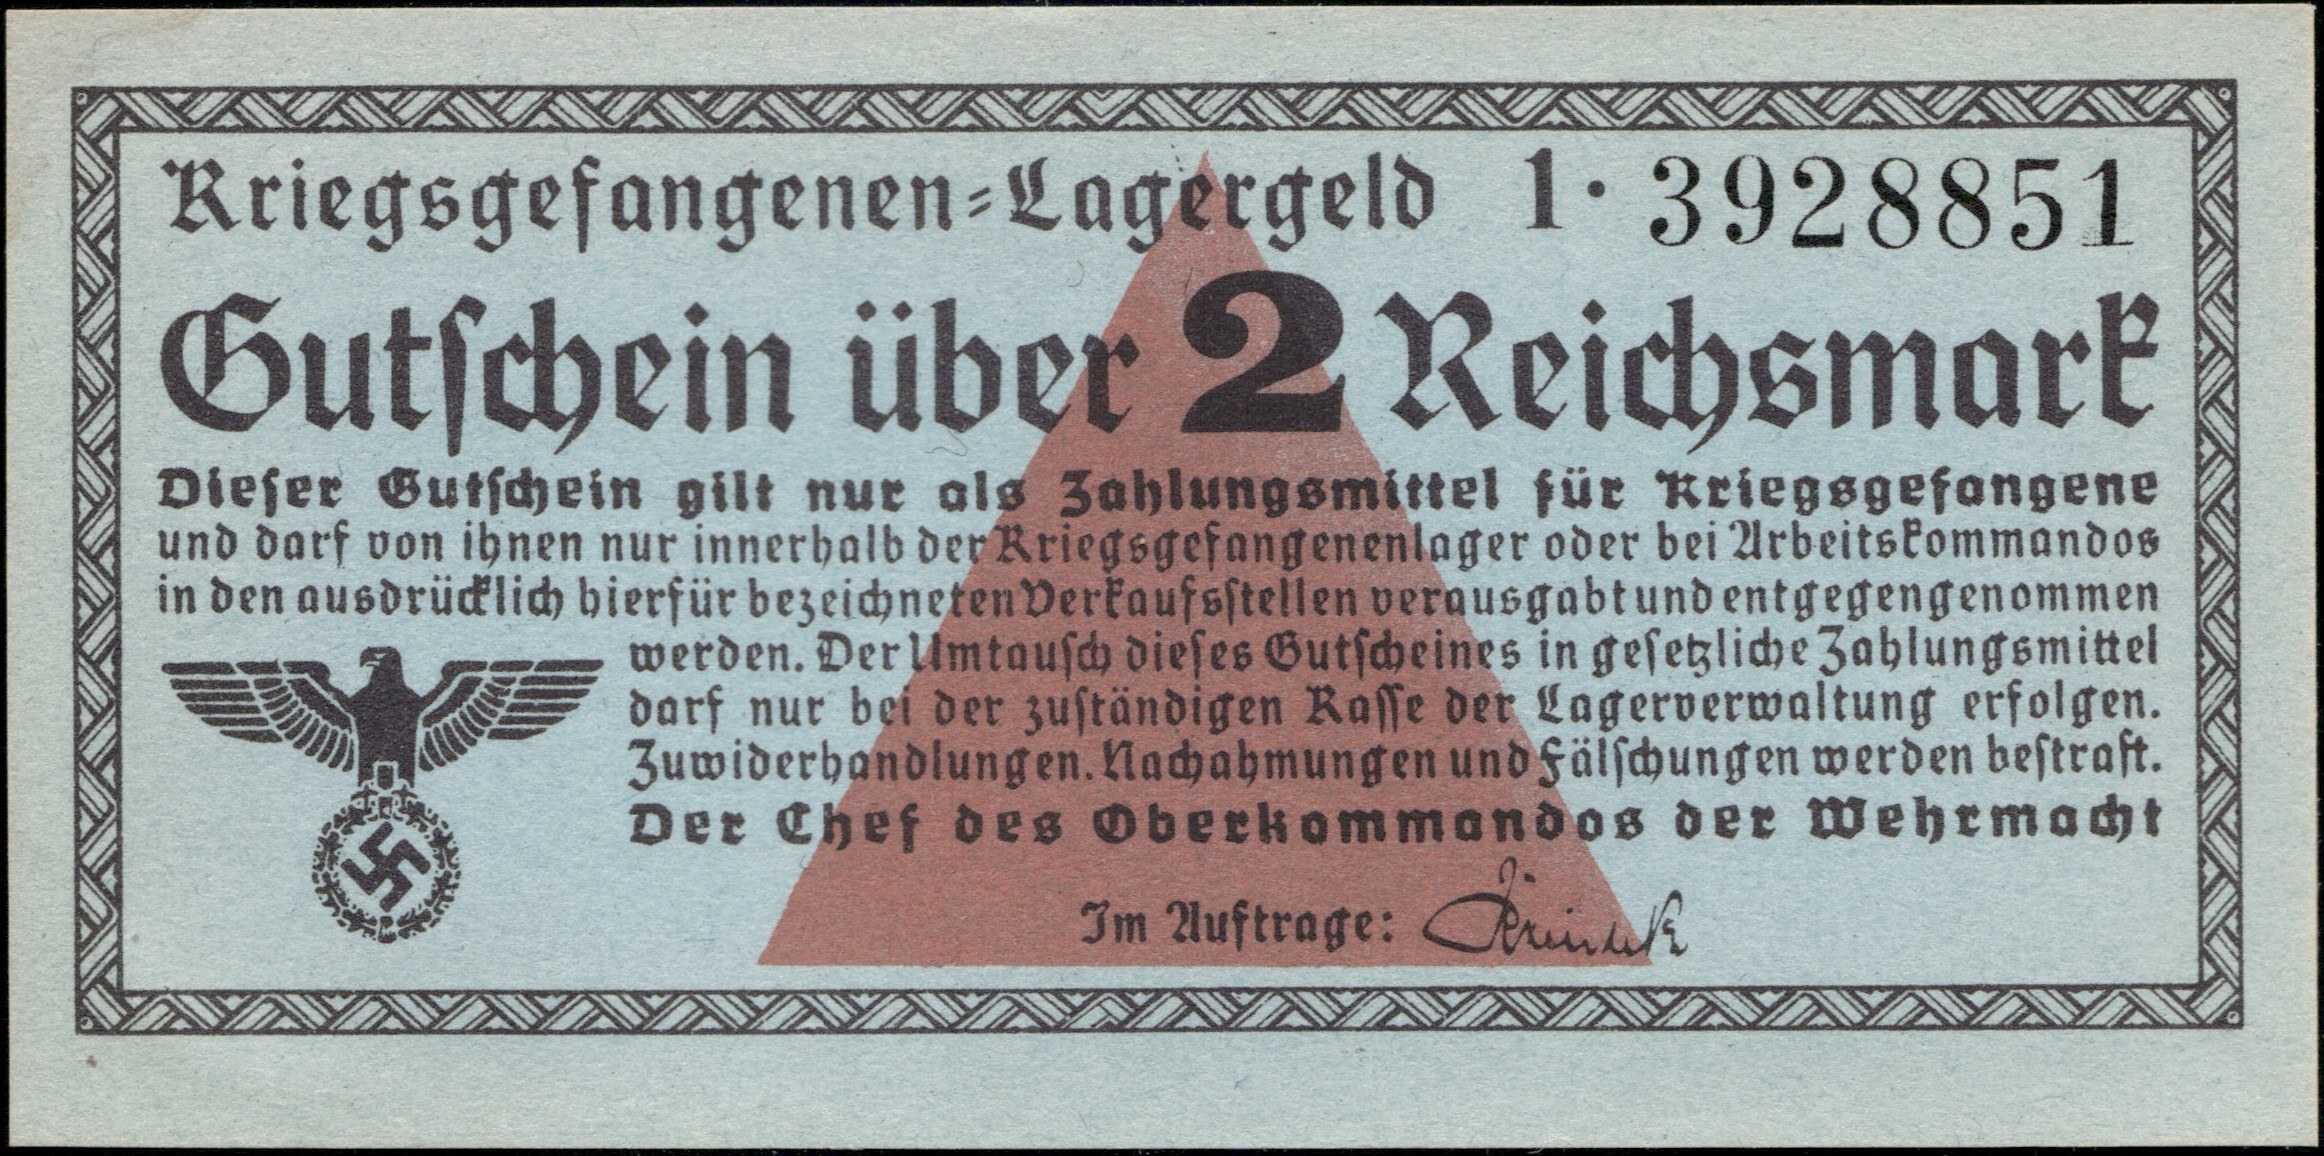 Kriegsgefangenen-Lagergeld 1 · 3928851
Gutschein über 2 Reichsmark
Dieser Gutschein gilt nur als Zahlungsmittel für Kriegsgefangene
und darf von ihnen nur innerhalb der Kriegsgefangenenlager oder bei Arbeitskommandos
in den ausdrücklich hierfür bezeichneten Verkaufsstellen verausgabt und entgegengenommen
werden. Der Umtausch dieses Gutscheines in gesetzliche Zahlungsmittel
darf nur bei der zuständigen Kasse der Lagerverwaltung erfolgen.
Zuwiderhandlungen. Nachahmungen und Fälschungen werden bestraft.
Der Chef des Oberkommandos der Wehrmacht
Im Auftrage: